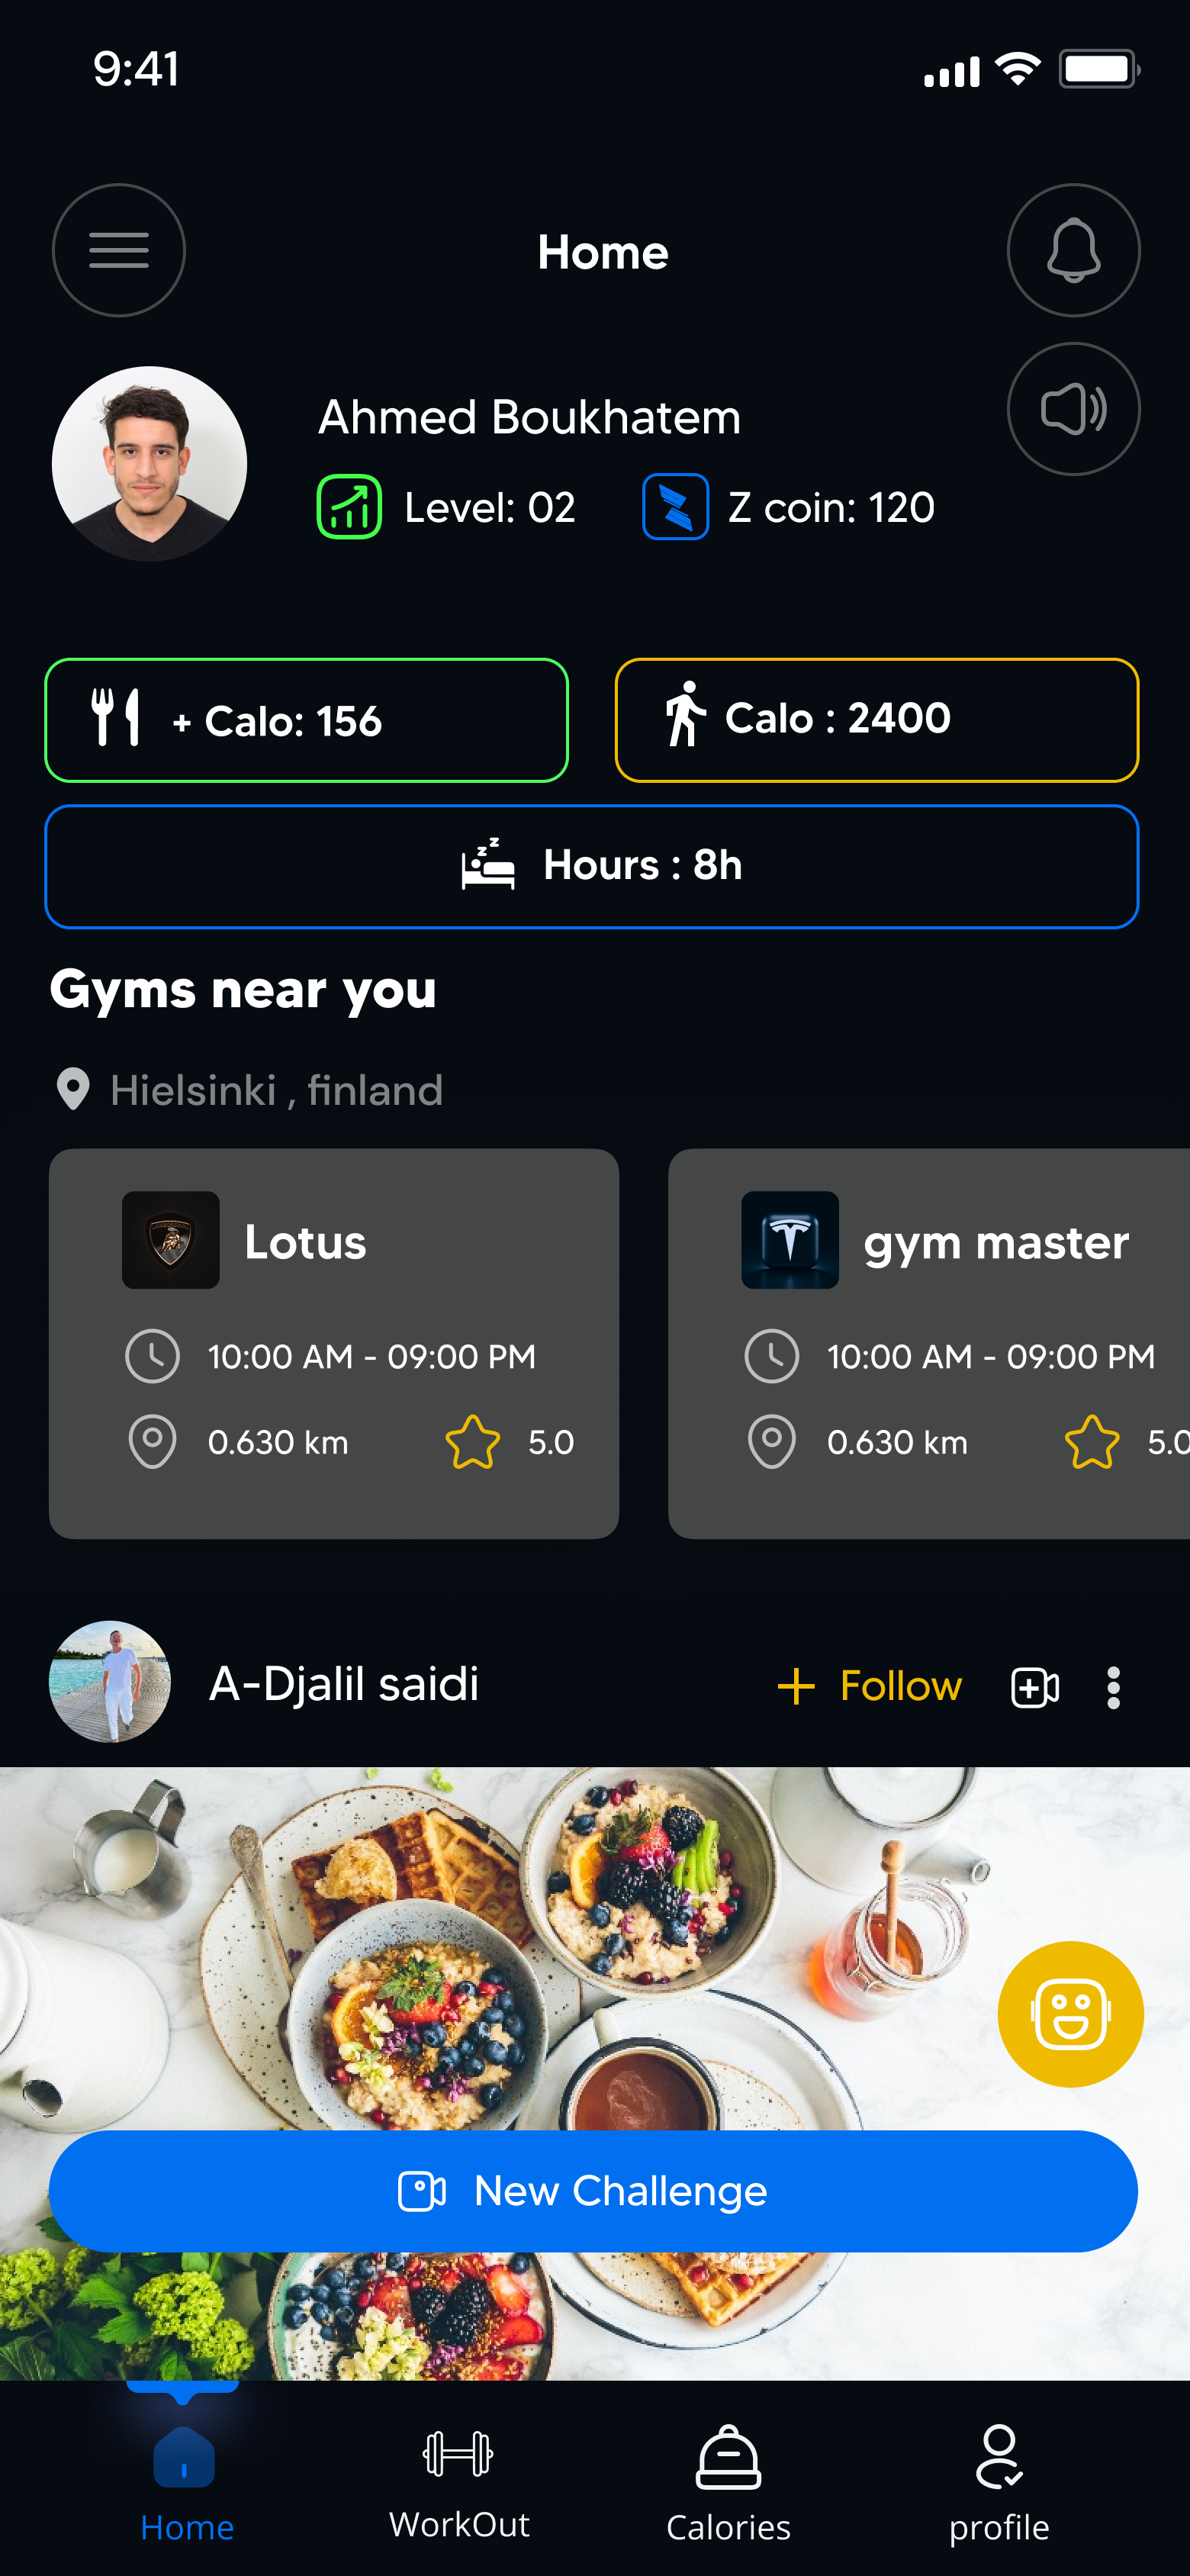 9:41
Home
Ahmed Boukhatem
Level: 02
Z coin: 120
+ Calo: 156
Calo : 2400
Hours : 8h
Gyms near you
Hielsinki , finland
Lotus
10:00 AM - 09:00 PM
0.630 km
5.0
gym master
10:00 AM - 09:00 PM
0.630 km
5.0
A-Djalil saidi
+ Follow
New Challenge
Home
WorkOut
Calories
profile